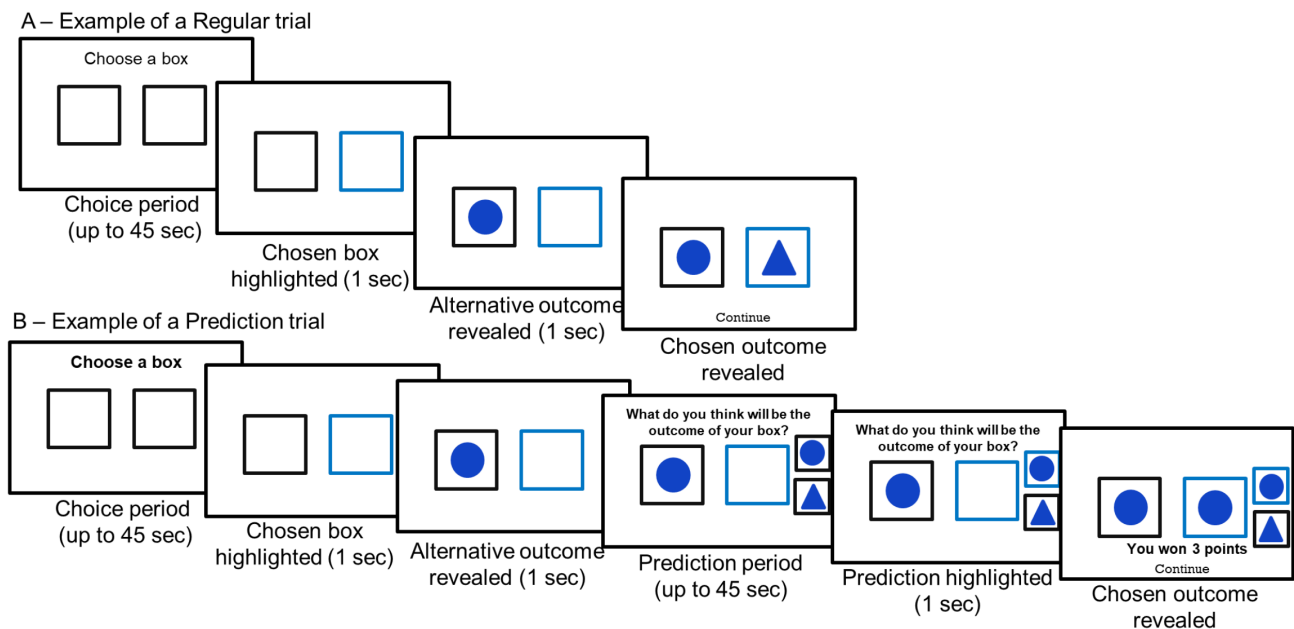 A – Example of a Regular trial
Choose a box
Choice period
(up to 45 sec)
Chosen box
highlighted (1 sec)
Alternative outcome
revealed (1 sec)
Continue
Chosen outcome
revealed
B – Example of a Prediction trial
Choose a box
Choice period
(up to 45 sec)
Chosen box
highlighted (1 sec)
Alternative outcome
revealed (1 sec)
What do you think will be the
outcome of your box?
Prediction period
(up to 45 sec)
What do you think will be the
outcome of your box?
Prediction highlighted
(1 sec)
You won 3 points
Continue
Chosen outcome
revealed